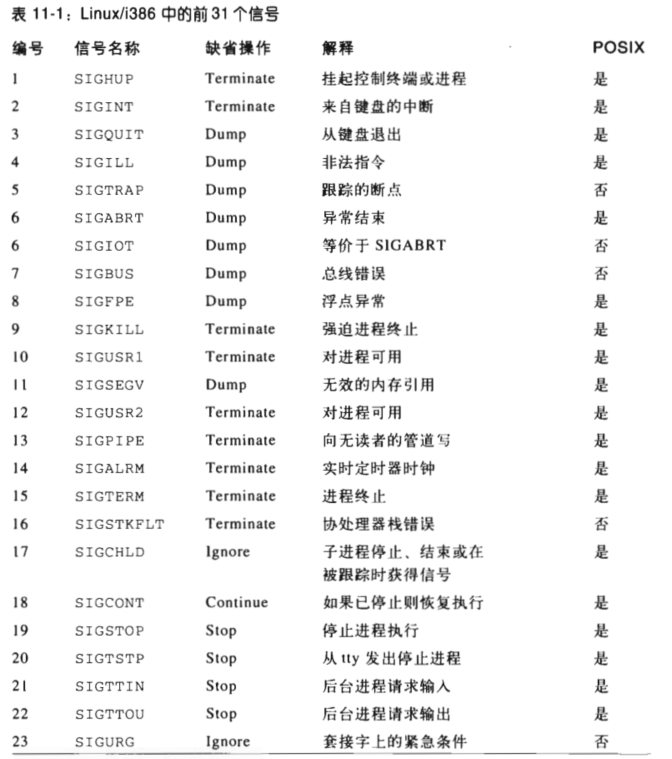 表 11-1：Linux/i386 中的前 31 个信号
编号 信号名称 缺省操作 解释 POSIX
1 SIGHUP Terminate 挂起控制终端或进程 是
2 SIGINT Terminate 来自键盘的中断 是
3 SIGQUIT Dump 从键盘退出 是
4 SIGILL Dump 非法指令 是
5 SIGTRAP Dump 跟踪的断点 否
6 SIGABRT Dump 异常结束 是
6 SIGIOT Dump 等价于 SIGABRT 否
7 SIGBUS Dump 总线错误 否
8 SIGFPE Dump 浮点异常 是
9 SIGKILL Terminate 强迫进程终止 是
10 SIGUSR1 Terminate 对进程可用 是
11 SIGSEGV Dump 无效的内存引用 是
12 SIGUSR2 Terminate 对进程可用 是
13 SIGPIPE Terminate 向无读者的管道写 是
14 SIGALRM Terminate 实时定时器时钟 是
15 SIGTERM Terminate 进程终止 是
16 SIGSTKFLT Terminate 协处理器栈错误 否
17 SIGCHLD Ignore 子进程停止、结束或在 是
被跟踪时获得信号
18 SIGCONT Continue 如果已停止则恢复执行 是
19 SIGSTOP Stop 停止进程执行 是
20 SIGTSTP Stop 从 tty 发出停止进程 是
21 SIGTTIN Stop 后台进程请求输入 是
22 SIGTTOU Stop 后台进程请求输出 是
23 SIGURG Ignore 套接字上的紧急条件 否